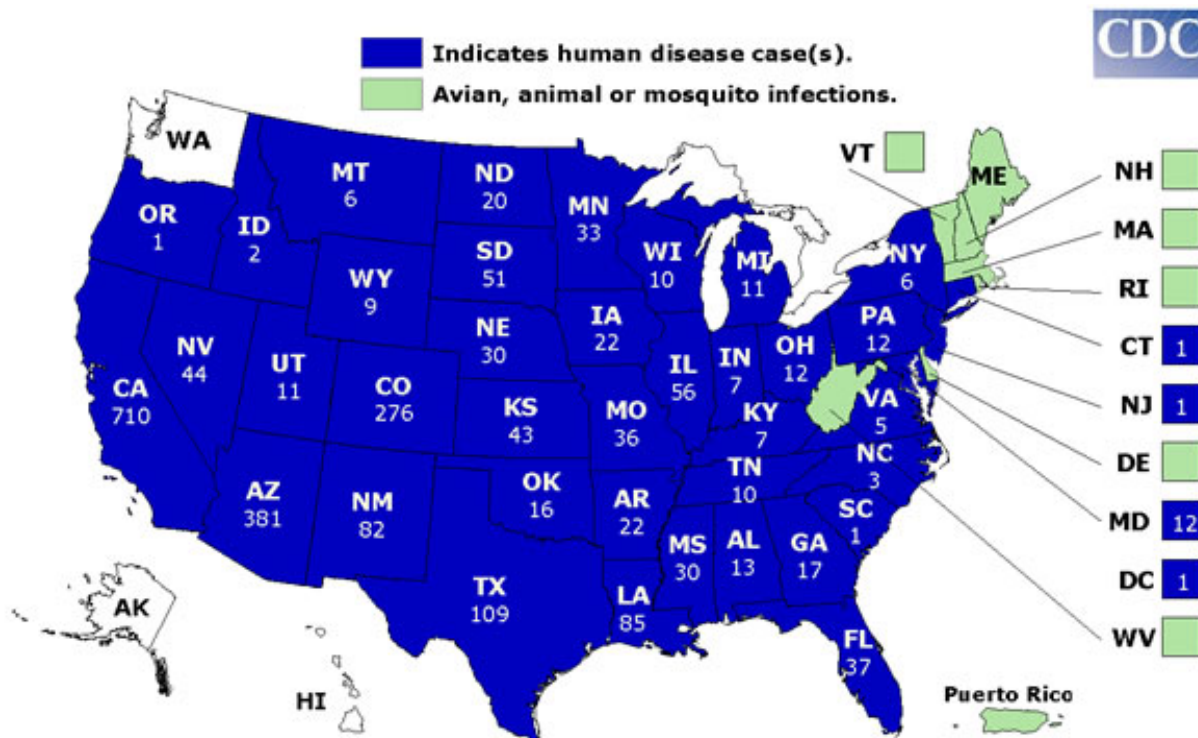 CDC
Indicates human disease case(s).
Avian, animal or mosquito infections.
WA
VT
ME
NH
MT
6
ND
20
MN
33
OR
1
ID
2
MA
SD
51
WI
10
MI
11
NY
6
WY
9
RI
IA
22
PA
12
NE
30
CT 1
NV
44
UT
11
OH
12
IN
7
IL
56
CO
276
CA
710
VA
5
NJ 1
KS
43
MO
36
KY
7
NC
3
DE
TN
10
OK
16
AZ
381
NM
82
AR
22
SC
1
MD 12
MS
30
AL
13
GA
17
DC 1
TX
109
LA
85
AK
FL
37
WV
HI
Puerto Rico